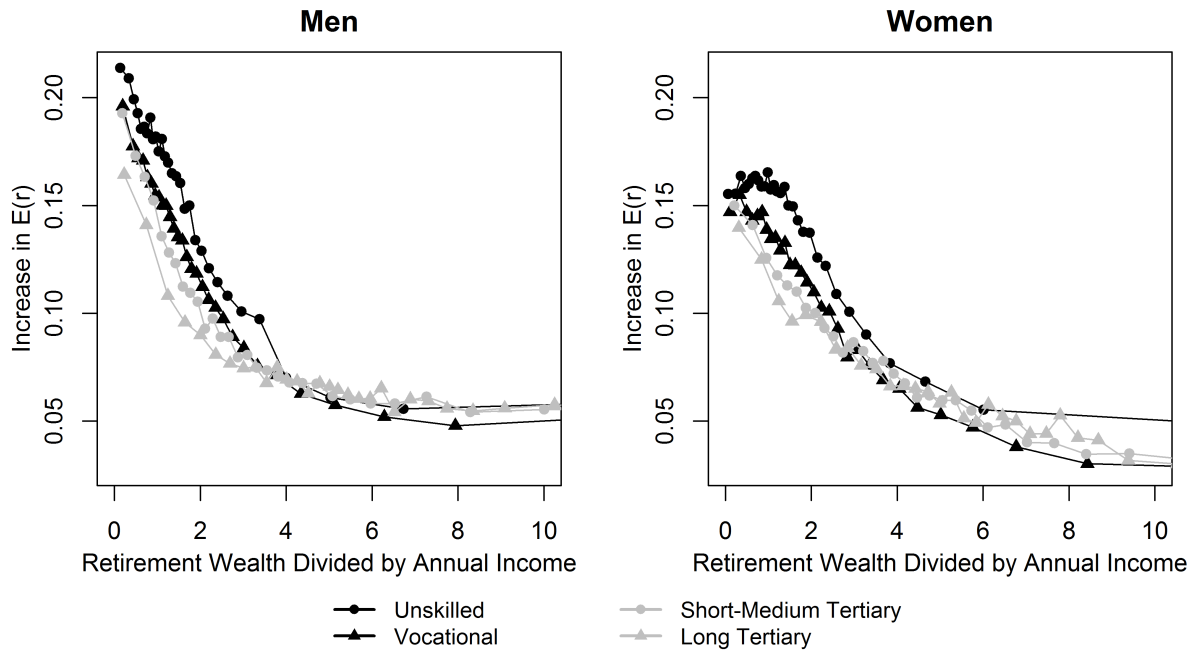 Men
Women
Increase in E(r)
0.05 0.10 0.15 0.20
0 2 4 6 8 10
Retirement Wealth Divided by Annual Income
Increase in E(r)
0.05 0.10 0.15 0.20
0 2 4 6 8 10
Retirement Wealth Divided by Annual Income
Unskilled
Vocational
Short-Medium Tertiary
Long Tertiary